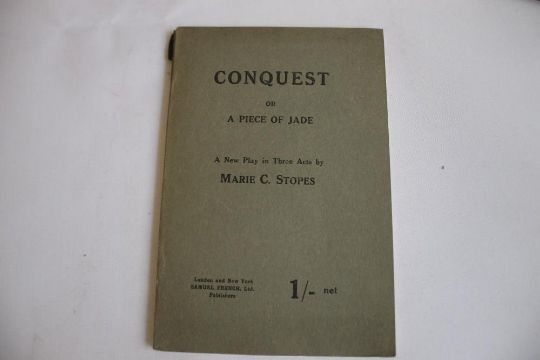 CONQUEST
OR
A PIECE OF JADE
A New Play in Three Acts by
MARIE C. STOPES
London and New York
SAMUEL FRENCH, Ltd.
Publishers
1/- net